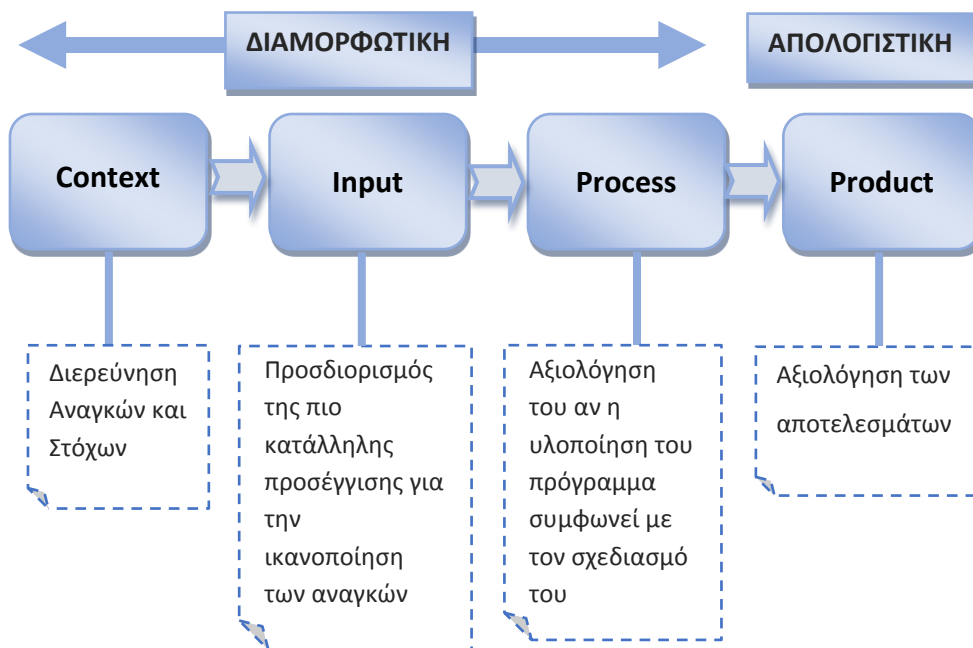 ΔΙΑΜΟΡΦΩΤΙΚΗ
ΑΠΟΛΟΓΙΣΤΙΚΗ
Context
Input
Process
Product
Διερεύνηση
Αναγκών και
Στόχων
Προσδιορισμός
της πιο
κατάλληλης
προσέγγισης για
την
ικανοποίηση
των αναγκών
Αξιολόγηση
του αν η
υλοποίηση του
πρόγραμμα
συμφωνεί με
τον σχεδιασμό
του
Αξιολόγηση των
αποτελεσμάτων